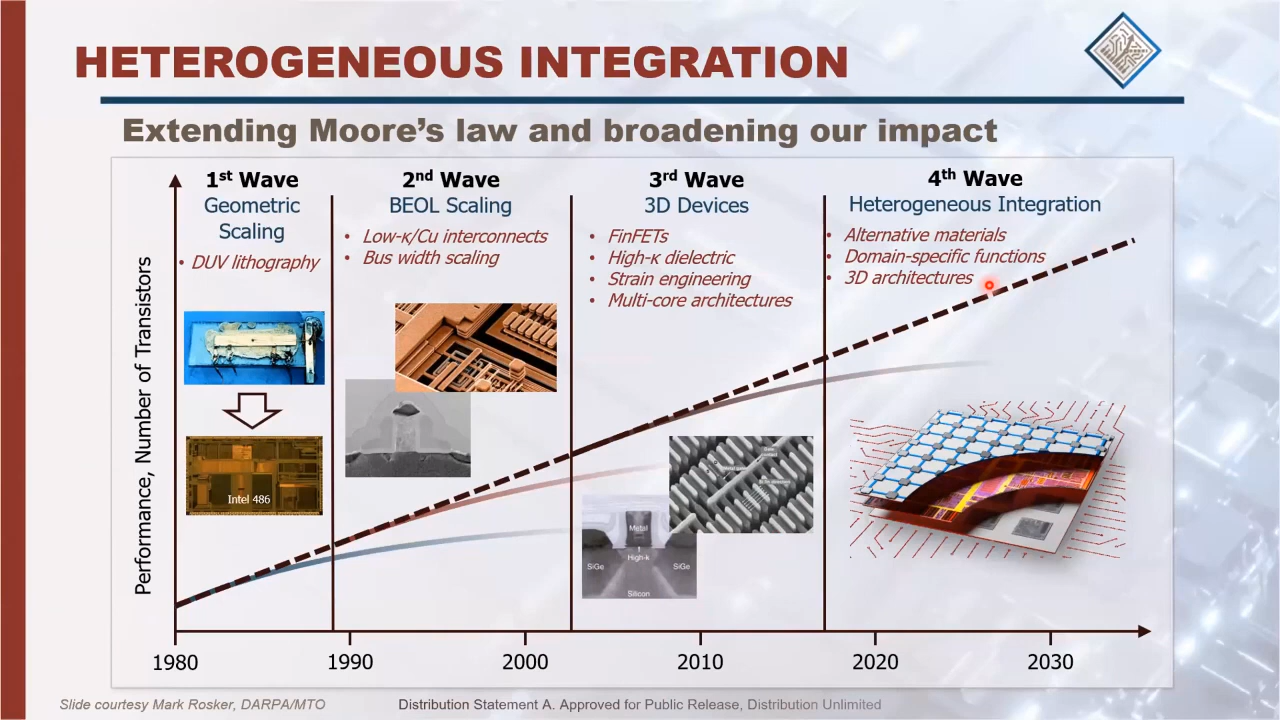 HETEROGENEOUS INTEGRATION
Extending Moore’s law and broadening our impact
1st Wave
Geometric
Scaling
• DUV lithography
Intel 486
2nd Wave
BEOL Scaling
• Low-κ/Cu interconnects
• Bus width scaling
3rd Wave
3D Devices
• FinFETs
• High-κ dielectric
• Strain engineering
• Multi-core architectures
Metal
High-k
SiGe
SiGe
Silicon
4th Wave
Heterogeneous Integration
• Alternative materials
• Domain-specific functions
• 3D architectures
Performance, Number of Transistors
1980
1990
2000
2010
2020
2030
Slide courtesy Mark Rosker, DARPA/MTO
Distribution Statement A. Approved for Public Release, Distribution Unlimited